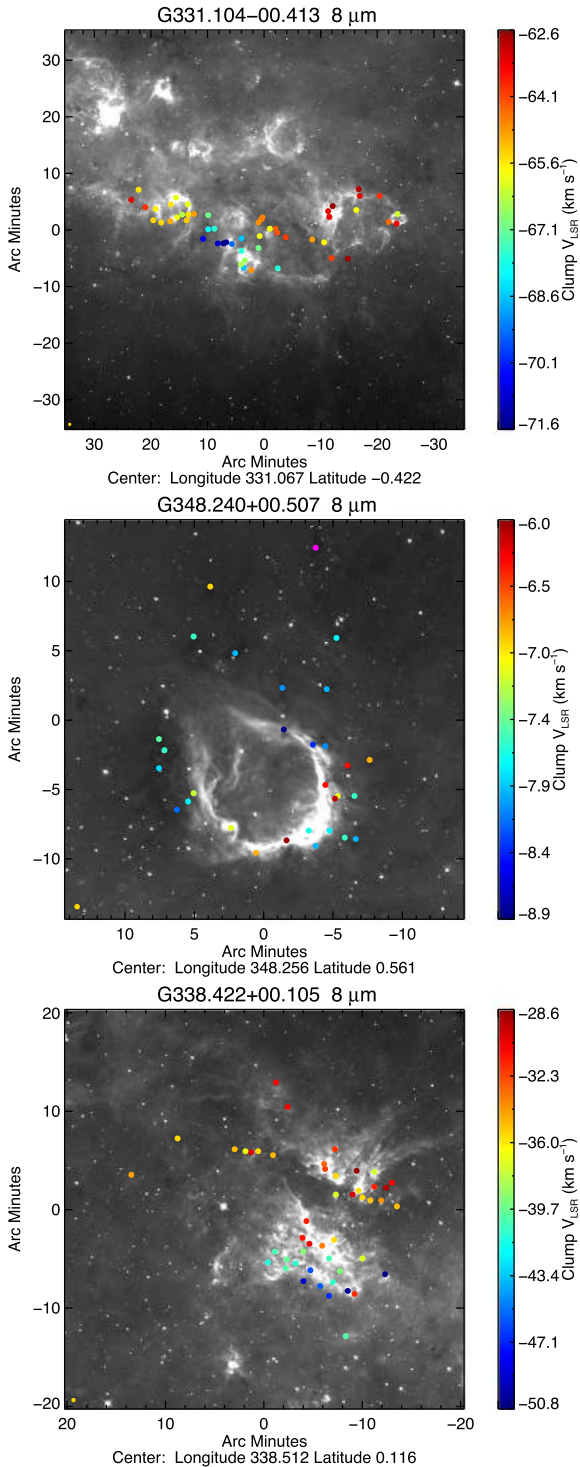 G331.104−00.413 8 μm
30
20
10
0
−10
−20
−30
Arc Minutes
30 20 10 0 −10 −20 −30
Arc Minutes
Center: Longitude 331.067 Latitude −0.422
−62.6
−64.1
−65.6
−67.1
−68.6
−70.1
−71.6
Clump VLSR (km s−1)
G348.240+00.507 8 μm
10
5
0
−5
−10
Arc Minutes
10 5 0 −5 −10
Arc Minutes
Center: Longitude 348.256 Latitude 0.561
−6.0
−6.5
−7.0
−7.4
−7.9
−8.4
−8.9
Clump VLSR (km s−1)
G338.422+00.105 8 μm
20
10
0
−10
−20
Arc Minutes
20 10 0 −10 −20
Arc Minutes
Center: Longitude 338.512 Latitude 0.116
−28.6
−32.3
−36.0
−39.7
−43.4
−47.1
−50.8
Clump VLSR (km s−1)